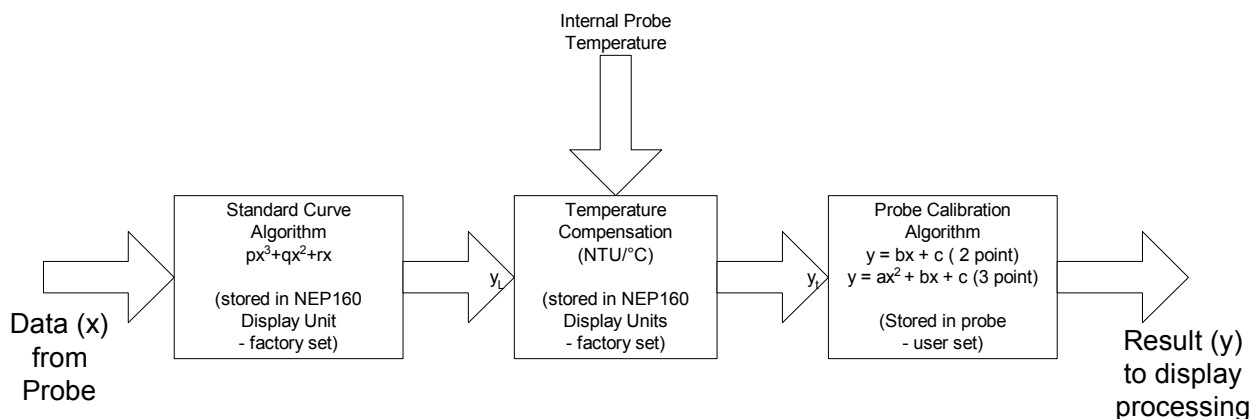 Internal Probe
Temperature
Standard Curve
Algorithm
px³+qx²+rx
(stored in NEP160
Display Unit
- factory set)
Temperature
Compensation
(NTU/°C)
(stored in NEP160
Display Units
- factory set)
Probe Calibration
Algorithm
y = bx + c ( 2 point)
y = ax² + bx + c (3 point)
(Stored in probe
- user set)
Data (x)
from
Probe
y_L
y_t
Result (y)
to display
processing